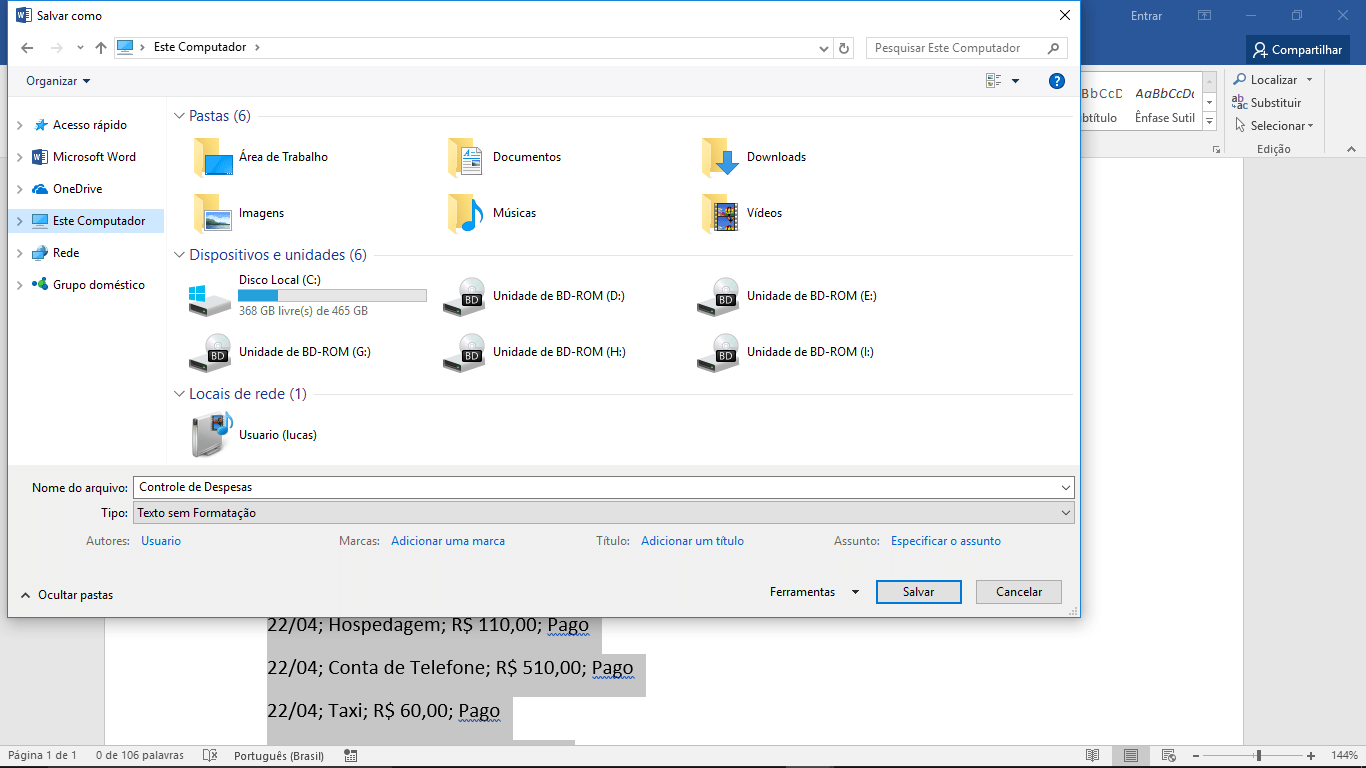 Salvar como
Entrar
Este Computador
Pesquisar Este Computador
Compartilhar
Organizar
Localizar
Substituir
Selecionar
Edição
AaBbCcDı
btítulo
Ênfase Sutil
Acesso rápido
Microsoft Word
OneDrive
Este Computador
Rede
Grupo doméstico
Pastas (6)
Área de Trabalho
Documentos
Downloads
Imagens
Músicas
Vídeos
Dispositivos e unidades (6)
Disco Local (C:)
368 GB livre(s) de 465 GB
BD Unidade de BD-ROM (D:)
BD Unidade de BD-ROM (E:)
BD Unidade de BD-ROM (G:)
BD Unidade de BD-ROM (H:)
BD Unidade de BD-ROM (I:)
Locais de rede (1)
Usuario (lucas)
Nome do arquivo: Controle de Despesas
Tipo: Texto sem Formatação
Autores: Usuario
Marcas: Adicionar uma marca
Título: Adicionar um título
Assunto: Especificar o assunto
Ocultar pastas
Ferramentas
Salvar
Cancelar
22/04; Hospedagem; R$ 110,00; Pago
22/04; Conta de Telefone; R$ 510,00; Pago
22/04; Taxi; R$ 60,00; Pago
Página 1 de 1
0 de 106 palavras
Português (Brasil)
144%